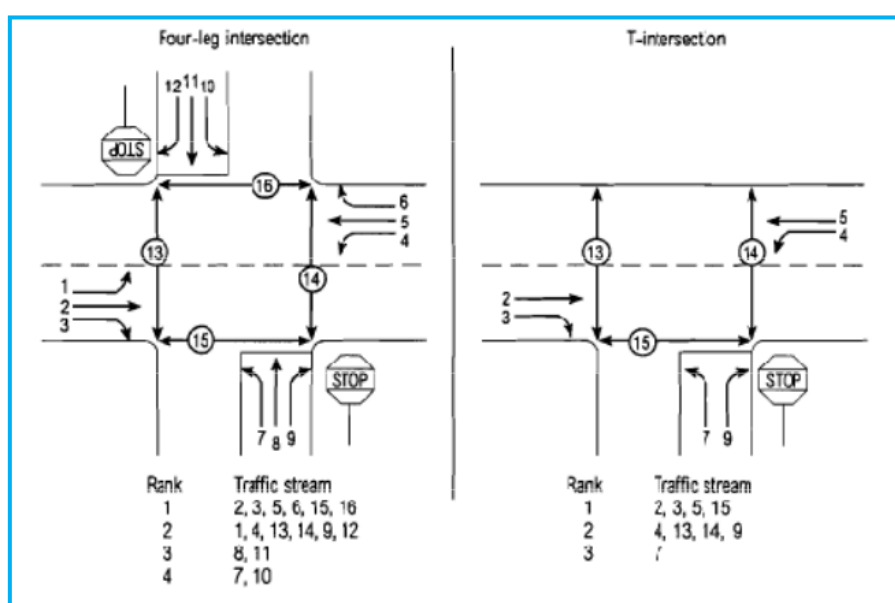 Four-leg intersection
T-intersection
12 11 10
STOP
16
6
5
4
13
14
1
2
3
15
STOP
7 8 9
5
4
13
14
2
3
15
STOP
7 9
Rank Traffic stream
1 2, 3, 5, 6, 15, 16
2 1, 4, 13, 14, 9, 12
3 8, 11
4 7, 10
Rank Traffic stream
1 2, 3, 5, 15
2 4, 13, 14, 9
3